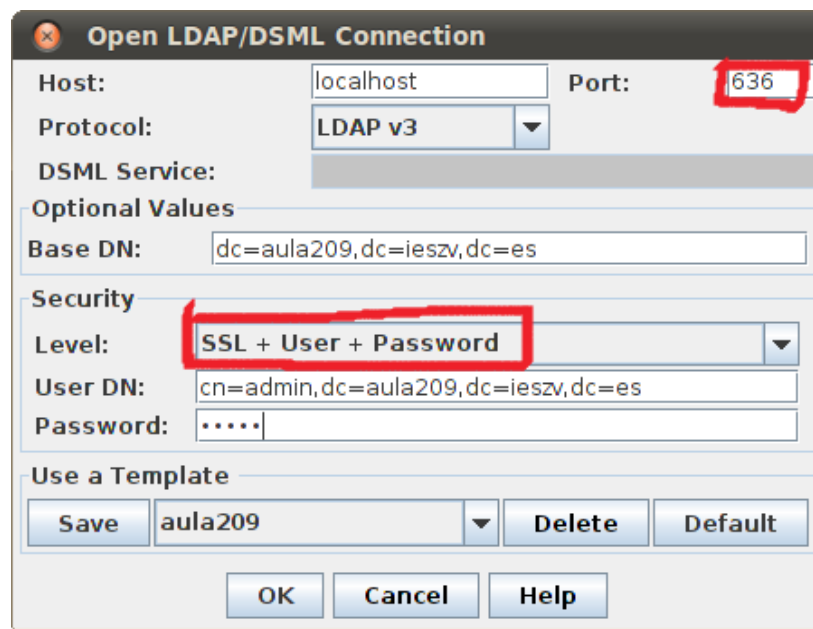 Open LDAP/DSML Connection
Host: localhost Port: 636
Protocol: LDAP v3
DSML Service:
Optional Values
Base DN: dc=aula209,dc=ieszv,dc=es
Security
Level: SSL + User + Password
User DN: cn=admin,dc=aula209,dc=ieszv,dc=es
Password: •••••
Use a Template
Save aula209 Delete Default
OK Cancel Help